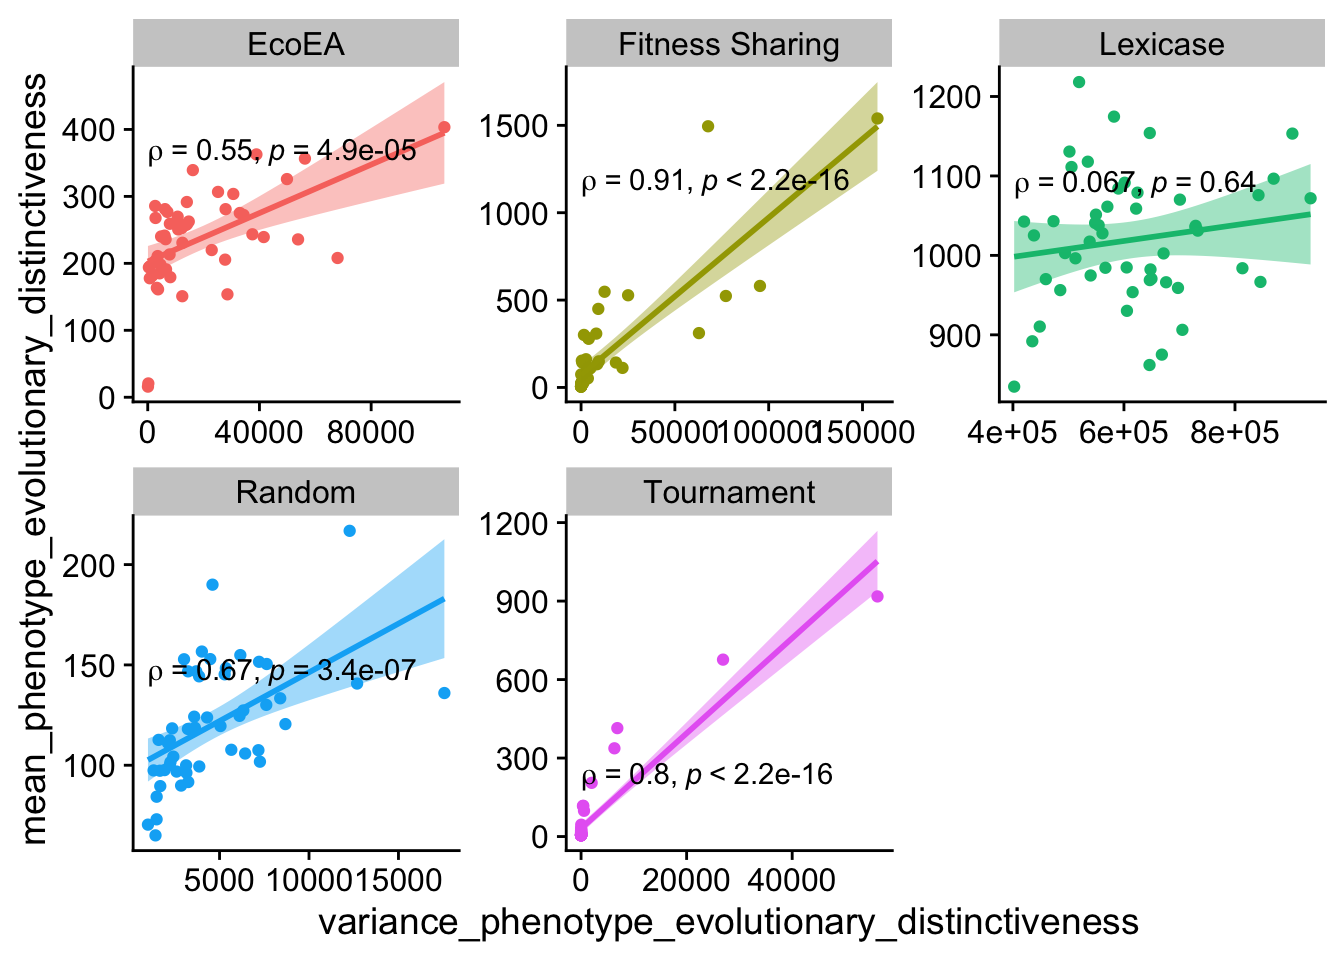 EcoEA
Fitness Sharing
Lexicase
mean_phenotype_evolutionary_distinctiveness
400
300
200
100
0
ρ = 0.55, p = 4.9e-05
0
40000
80000
1500
1000
500
0
ρ = 0.91, p < 2.2e-16
0
50000
100000
150000
1200
1100
1000
900
ρ = 0.067, p = 0.64
4e+05
6e+05
8e+05
Random
Tournament
200
150
100
ρ = 0.67, p = 3.4e-07
5000
10000
15000
1200
900
600
300
0
ρ = 0.8, p < 2.2e-16
0
20000
40000
variance_phenotype_evolutionary_distinctiveness